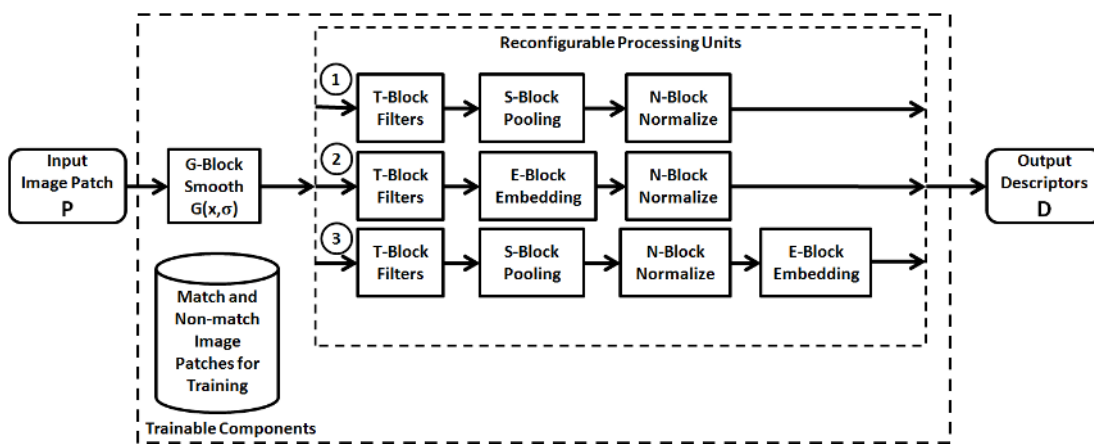 Reconfigurable Processing Units
1
T-Block
Filters
S-Block
Pooling
N-Block
Normalize
Input
Image Patch
P
G-Block
Smooth
G(x,σ)
2
T-Block
Filters
E-Block
Embedding
N-Block
Normalize
Output
Descriptors
D
3
T-Block
Filters
S-Block
Pooling
N-Block
Normalize
E-Block
Embedding
Match and
Non-match
Image
Patches for
Training
Trainable Components